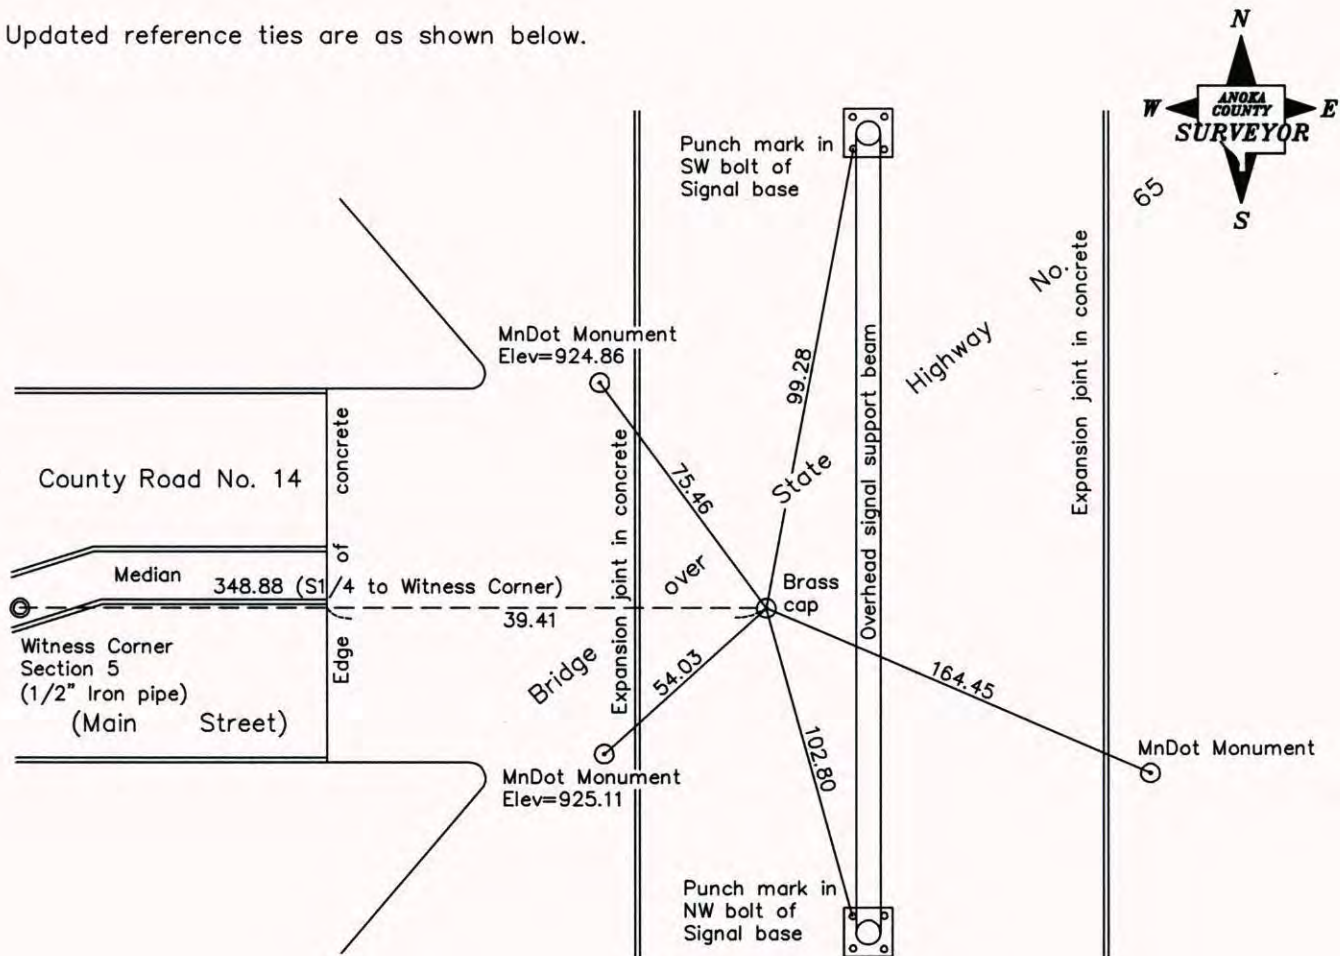 Updated reference ties are as shown below.
N
W
ANOKA
COUNTY
SURVEYOR
E
S
Punch mark in
SW bolt of
Signal base
State Highway No. 65
Bridge over
MnDot Monument
Elev=924.86
99.28
Overhead signal support beam
Expansion joint in concrete
Expansion joint in concrete
75.46
County Road No. 14
Edge of concrete
Median
348.88 (S1/4 to Witness Corner)
39.41
Brass
cap
Witness Corner
Section 5
(1/2" Iron pipe)
(Main Street)
54.03
164.45
102.80
MnDot Monument
MnDot Monument
Elev=925.11
Punch mark in
NW bolt of
Signal base